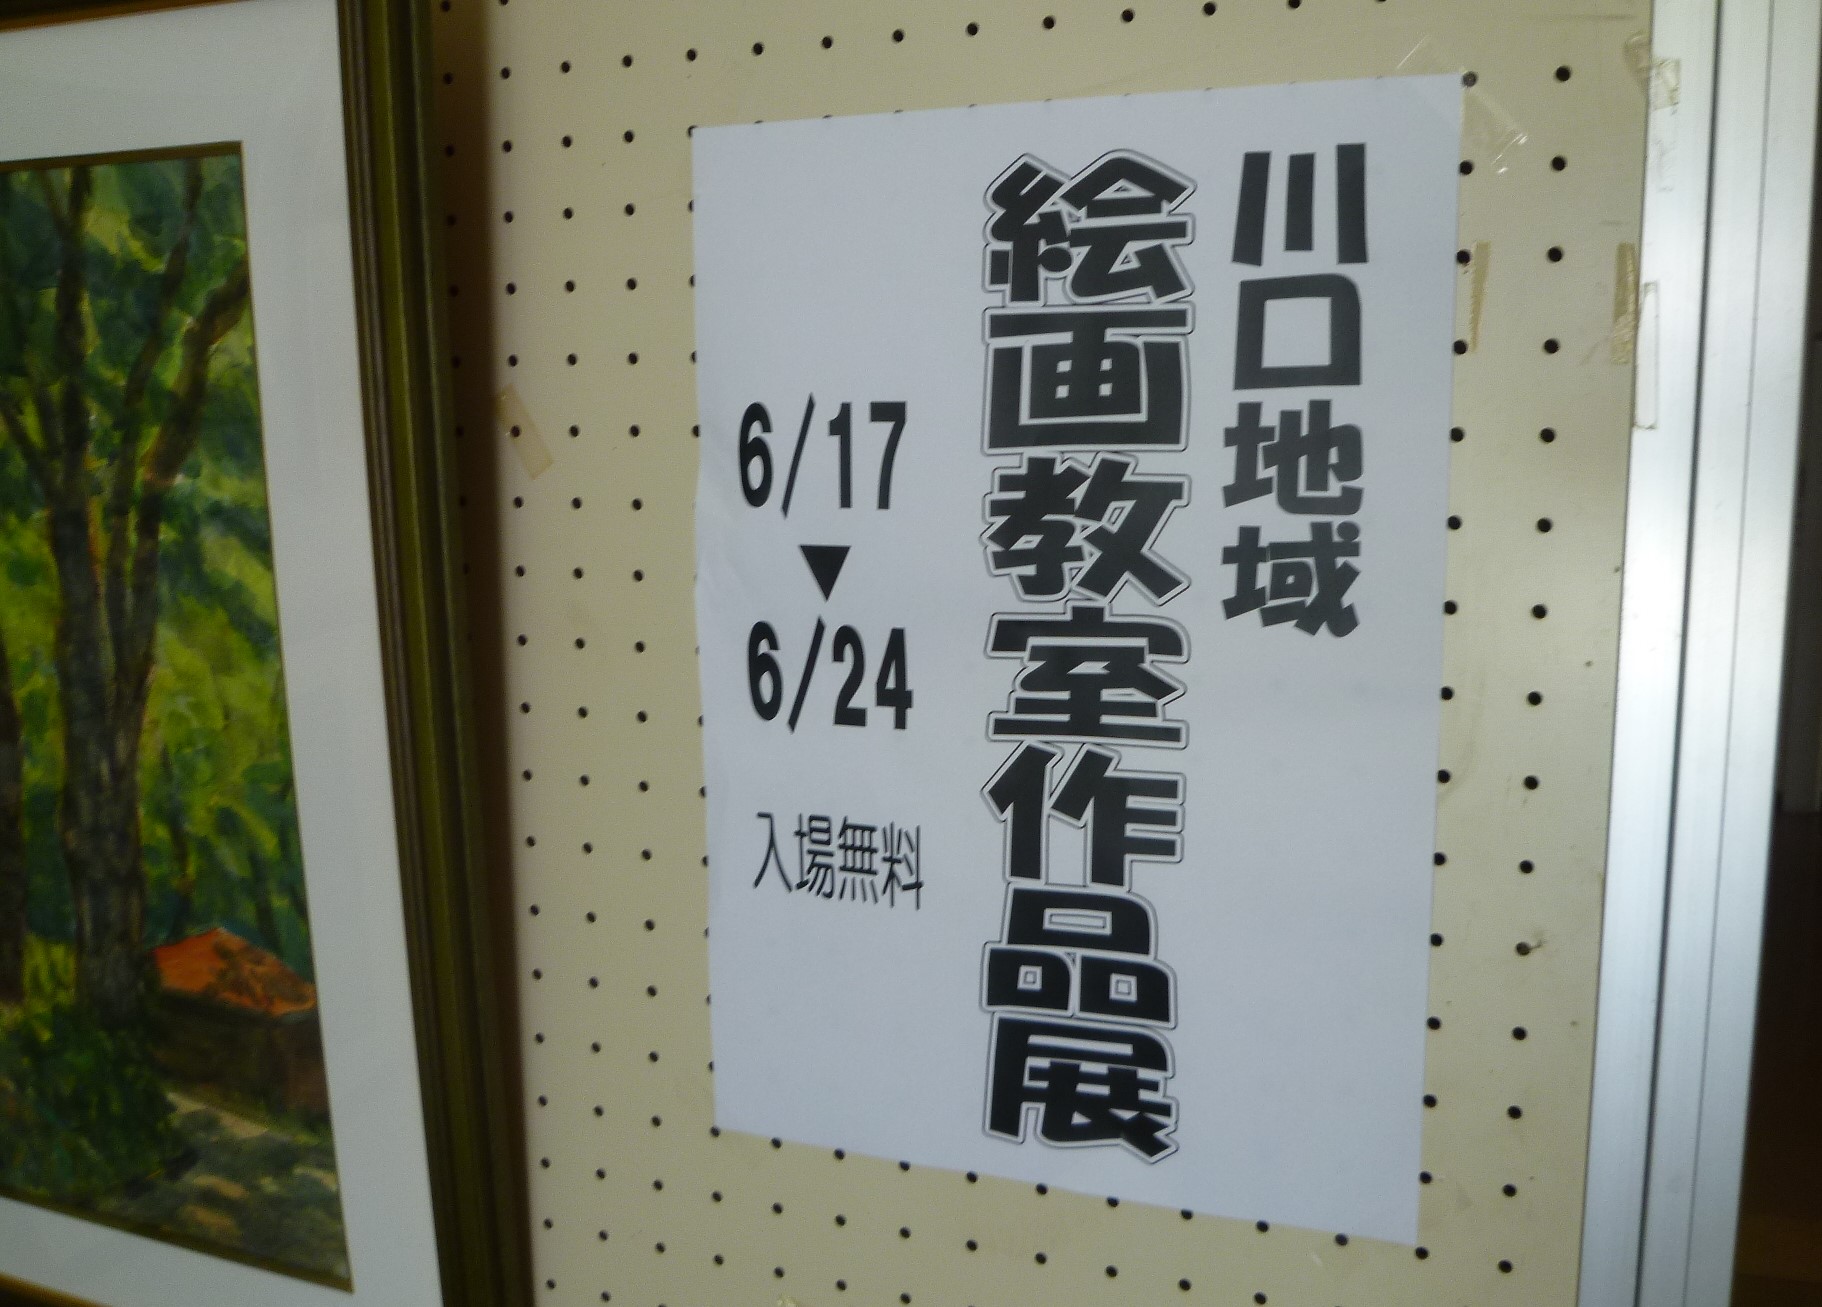 川口地域
絵画教室作品展
6/17
▼
6/24
入場無料